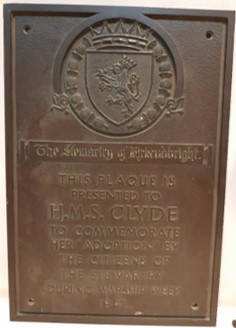 The Stewartry of Kirkcudbright.
THIS PLAQUE IS
PRESENTED TO
H.M.S. CLYDE
TO COMMEMORATE
HER ADOPTION BY
THE CITIZENS OF
THE STEWARTRY
DURING WARSHIP WEEK